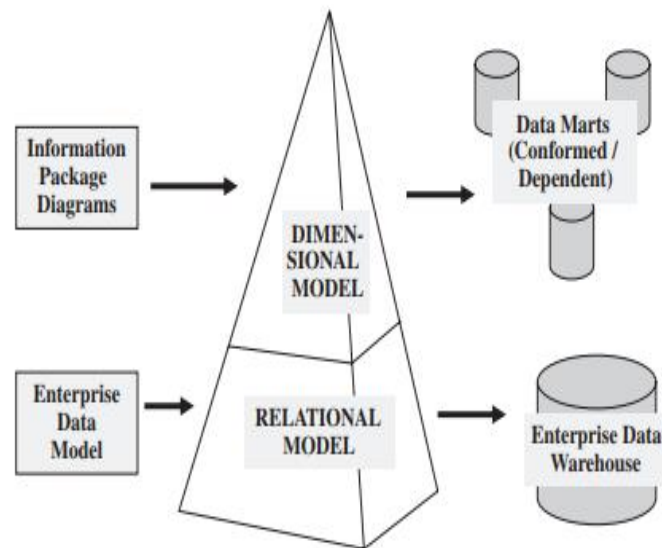 Information
Package
Diagrams
DIMEN-
SIONAL
MODEL
Data Marts
(Conformed /
Dependent)
Enterprise
Data
Model
RELATIONAL
MODEL
Enterprise Data
Warehouse